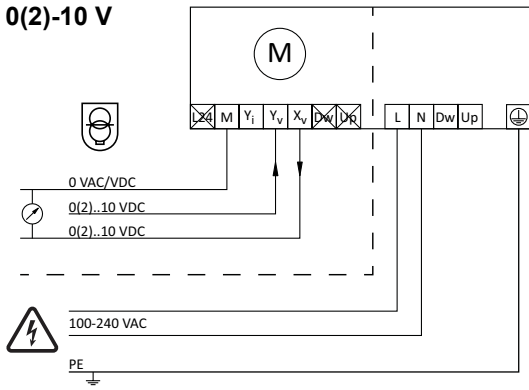 0(2)-10 V
M
L24 M Yi Yv Xv Dw Up L N Dw Up
0 VAC/VDC
0(2)..10 VDC
0(2)..10 VDC
100-240 VAC
PE